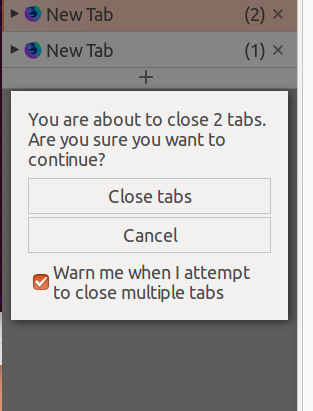 New Tab (2) ×
New Tab (1) ×
+
You are about to close 2 tabs.
Are you sure you want to
continue?
Close tabs
Cancel
Warn me when I attempt
to close multiple tabs